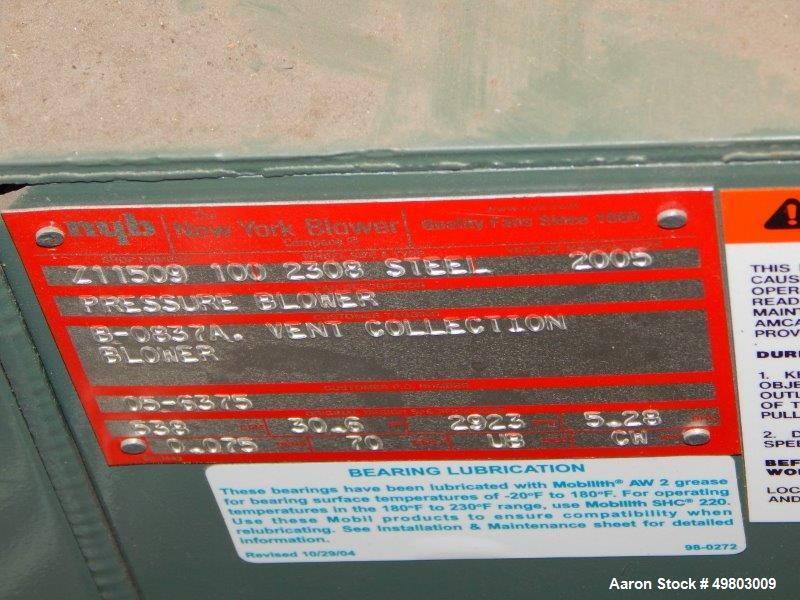 nyb
The
New York Blower
Company ®
Quality Fans Since 1889
Z11509 100 2308 STEEL 2005
PRESSURE BLOWER
B-0837A. VENT COLLECTION
BLOWER
CUSTOMER P.O. NUMBER
05-6375
538 30.6 2923 5.28
0.075 70 UB CW
BEARING LUBRICATION
These bearings have been lubricated with Mobilith® AW 2 grease
for bearing surface temperatures of -20°F to 180°F. For operating
temperatures in the 180°F to 230°F range, use Mobilith SHC® 220.
Use these Mobil products to ensure compatibility when
relubricating. See Installation & Maintenance sheet for detailed
information.
Revised 10/29/04 98-0272
THIS
CAUS
OPER
READ
MAINT
AMCA
PROV
DURI
1. KE
OBJE
OUTL
OF T
PULL
2. D
SPEE
BEF
WO
LOC
AND
Aaron Stock # 49803009